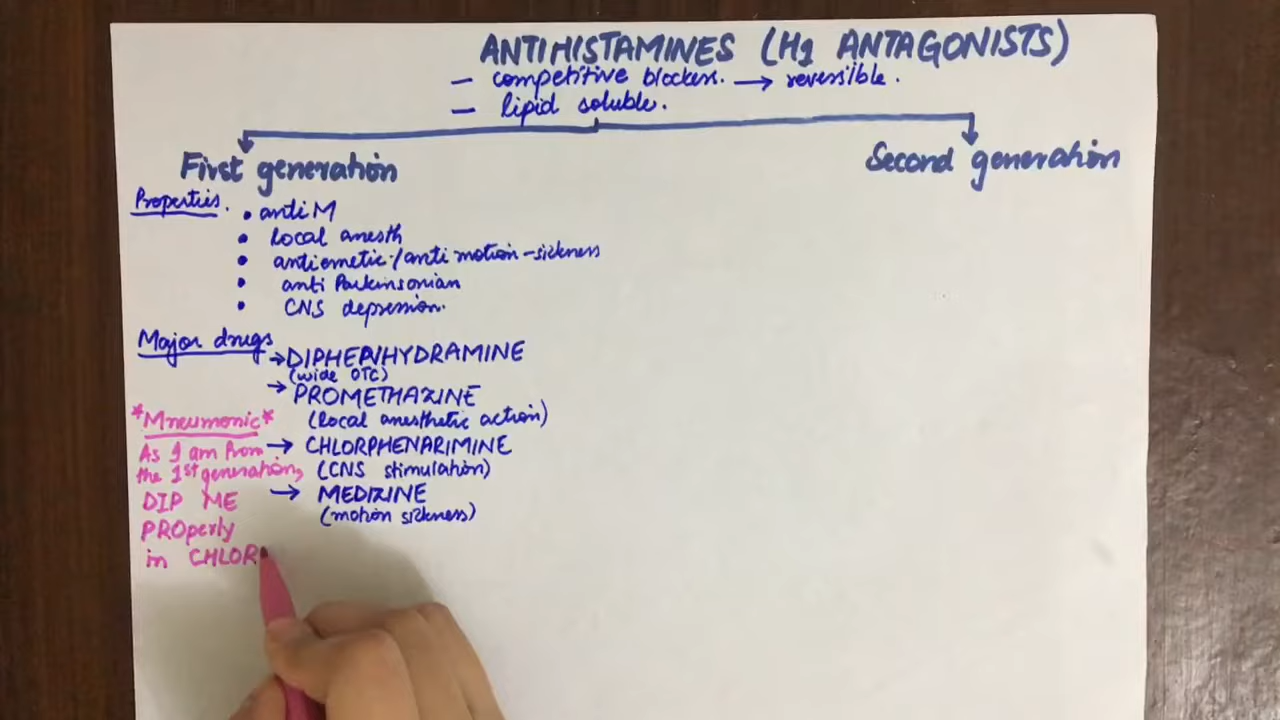 ANTIHISTAMINES (H1 ANTAGONISTS)
– competitive blockers. → reversible.
– lipid soluble.
First generation
Second generation
Properties.
• anti M
• local anesth
• antiemetic/anti motion-sickness
• anti Parkinsonian
• CNS depression.
Major drugs
→ DIPHENHYDRAMINE
(wide OTC)
→ PROMETHAZINE
(local anesthetic action)
→ CHLORPHENARIMINE
(CNS stimulation)
→ MEDIZINE
(motion sickness)
*Mneumonic*
As I am from
the 1st generation,
DIP ME
PROperly
in CHLOR